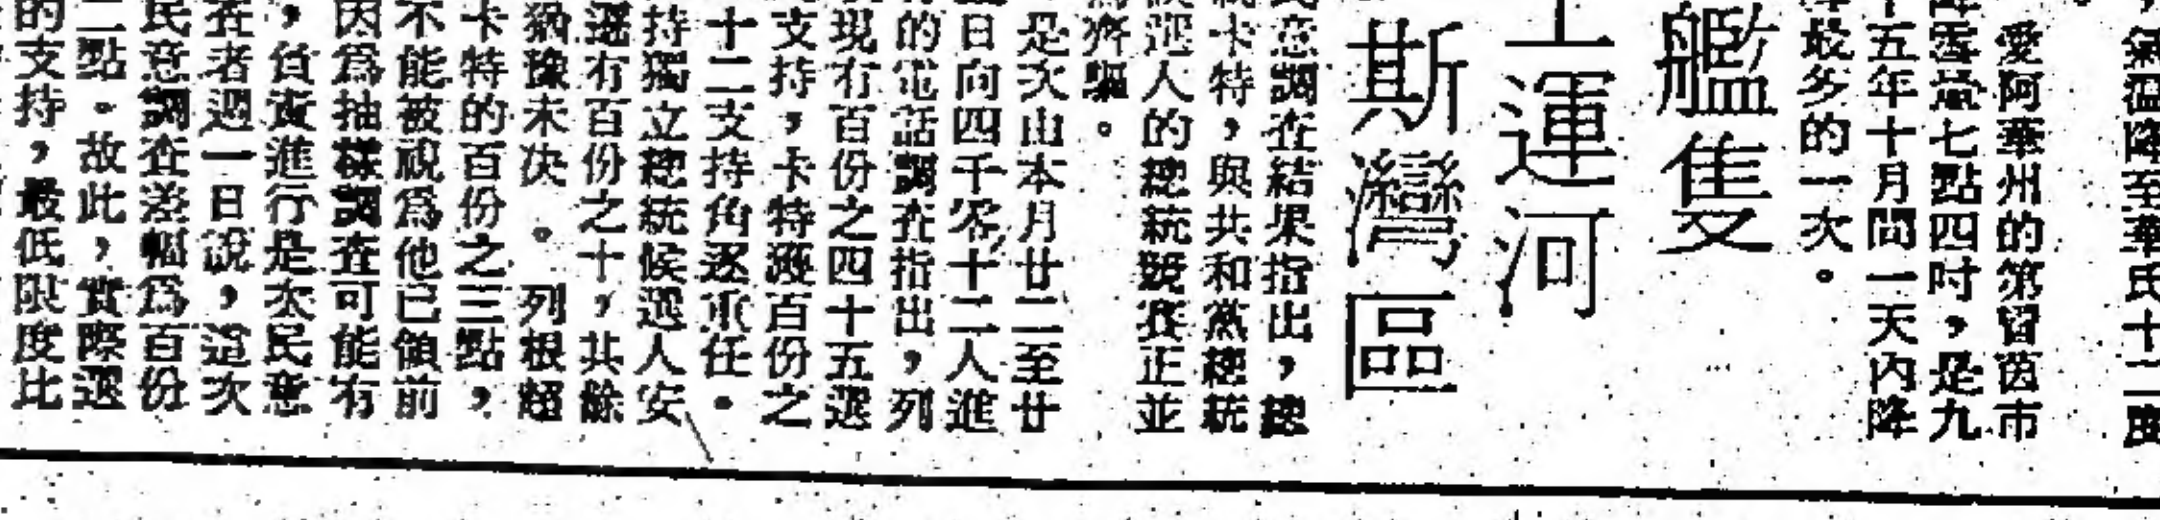 氣溫降至華氏十二度
愛阿華州的第留茵市
降雪達七點四吋，是九
十五年十月間一天內降
最多的一次。
艦隻
運河
斯灣區
民意調查結果指出，總
統卡特，與共和黨總統
候選人的總統競賽正並
齊驅。
是次由本月廿二至廿
日向四千零十二人進
的電話調查指出，列
現有百份之四十五選
支持，卡特獲百份之
十二支持角逐重任。
持獨立總統候選人安
還有百份之十，共餘
猶豫未决。列根超
卡特的百份之三點，
不能被視爲他已領前
因爲抽樣調查可能有
，負責進行是次民意
查者週一日說，這次
民意調查差幅爲百份
二點。故此，實際選
的支持，最低限度比